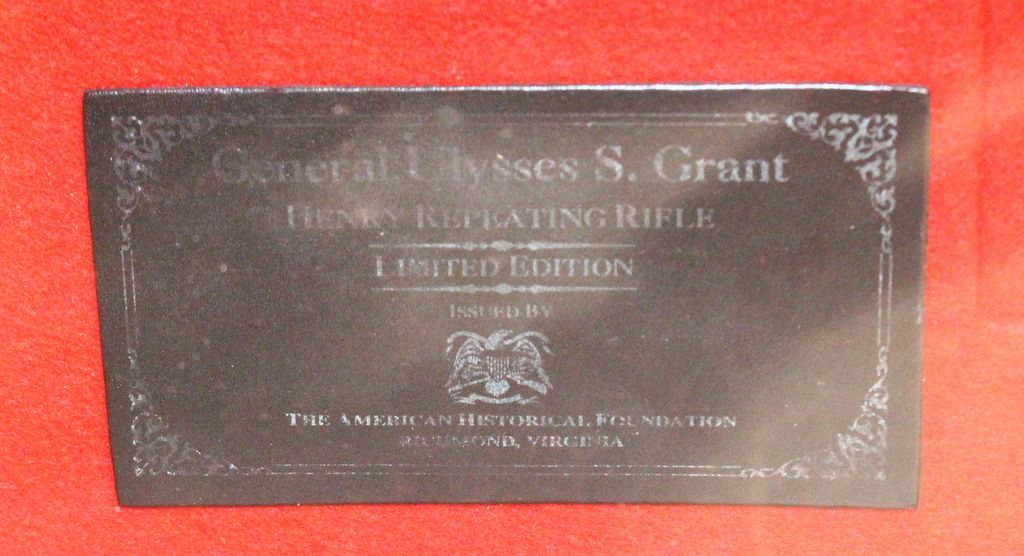 General Ulysses S. Grant
HENRY REPEATING RIFLE
LIMITED EDITION
ISSUED BY
THE AMERICAN HISTORICAL FOUNDATION
RICHMOND, VIRGINIA